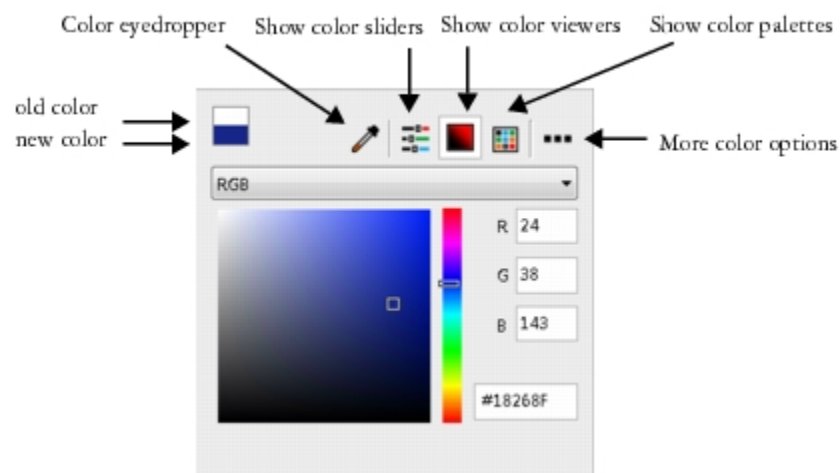 Color eyedropper
Show color sliders
Show color viewers
Show color palettes
old color
new color
More color options
RGB
R 24
G 38
B 143
#18268F